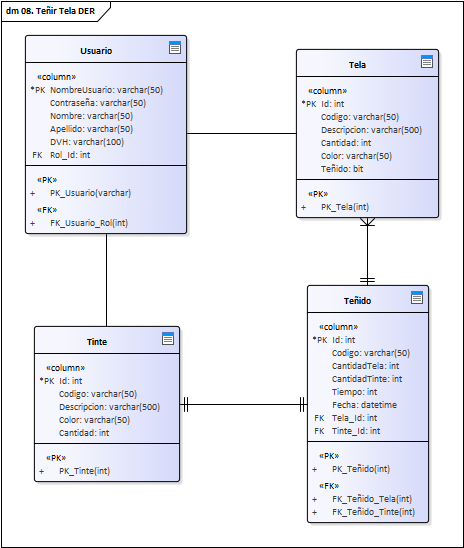 dm 08. Teñir Tela DER
Usuario
«column»
*PK NombreUsuario: varchar(50)
Contraseña: varchar(50)
Nombre: varchar(50)
Apellido: varchar(50)
DVH: varchar(100)
FK Rol_Id: int
«PK»
+ PK_Usuario(varchar)
«FK»
+ FK_Usuario_Rol(int)
Tela
«column»
*PK Id: int
Codigo: varchar(50)
Descripcion: varchar(500)
Cantidad: int
Color: varchar(50)
Teñido: bit
«PK»
+ PK_Tela(int)
Tinte
«column»
*PK Id: int
Codigo: varchar(50)
Descripcion: varchar(500)
Color: varchar(50)
Cantidad: int
«PK»
+ PK_Tinte(int)
Teñido
«column»
*PK Id: int
Codigo: varchar(50)
CantidadTela: int
CantidadTinte: int
Tiempo: int
Fecha: datetime
FK Tela_Id: int
FK Tinte_Id: int
«PK»
+ PK_Teñido(int)
«FK»
+ FK_Teñido_Tela(int)
+ FK_Teñido_Tinte(int)